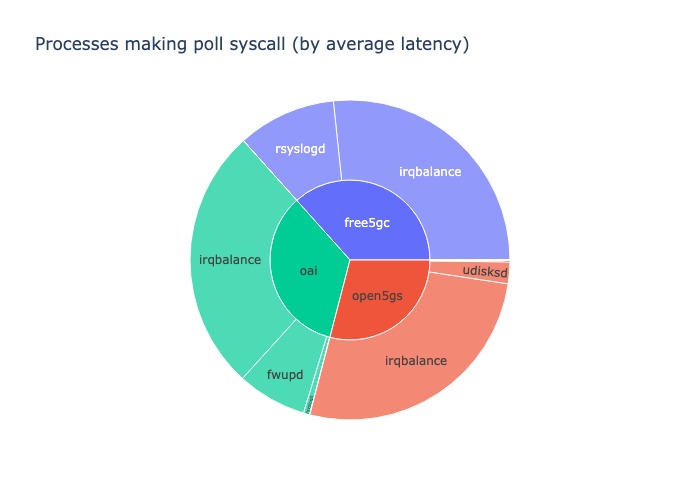 Processes making poll syscall (by average latency)
rsyslogd
irqbalance
free5gc
irqbalance
oai
udisksd
open5gs
irqbalance
fwupd